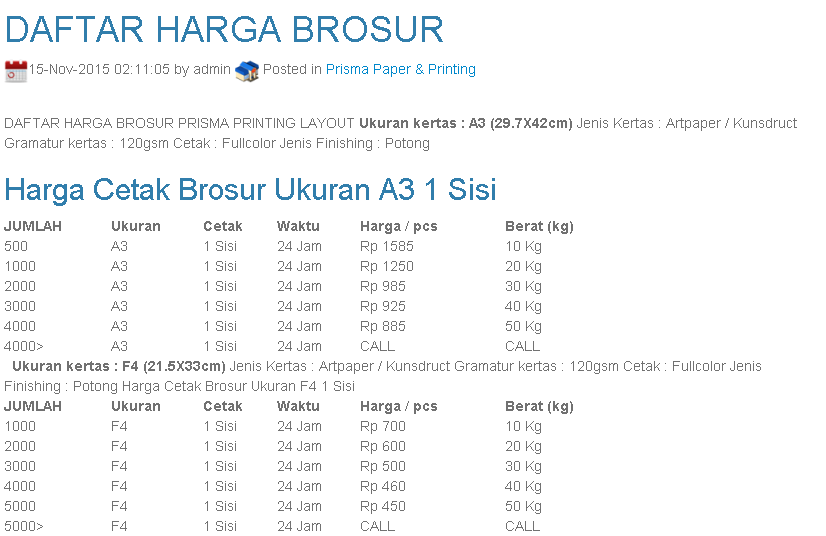 DAFTAR HARGA BROSUR
15-Nov-2015 02:11:05 by admin Posted in Prisma Paper & Printing
DAFTAR HARGA BROSUR PRISMA PRINTING LAYOUT Ukuran kertas : A3 (29.7X42cm) Jenis Kertas : Artpaper / Kunsdruct
Gramatur kertas : 120gsm Cetak : Fullcolor Jenis Finishing : Potong
Harga Cetak Brosur Ukuran A3 1 Sisi
JUMLAH Ukuran Cetak Waktu Harga / pcs Berat (kg)
500 A3 1 Sisi 24 Jam Rp 1585 10 Kg
1000 A3 1 Sisi 24 Jam Rp 1250 20 Kg
2000 A3 1 Sisi 24 Jam Rp 985 30 Kg
3000 A3 1 Sisi 24 Jam Rp 925 40 Kg
4000 A3 1 Sisi 24 Jam Rp 885 50 Kg
4000> A3 1 Sisi 24 Jam CALL CALL
Ukuran kertas : F4 (21.5X33cm) Jenis Kertas : Artpaper / Kunsdruct Gramatur kertas : 120gsm Cetak : Fullcolor Jenis
Finishing : Potong Harga Cetak Brosur Ukuran F4 1 Sisi
JUMLAH Ukuran Cetak Waktu Harga / pcs Berat (kg)
1000 F4 1 Sisi 24 Jam Rp 700 10 Kg
2000 F4 1 Sisi 24 Jam Rp 600 20 Kg
3000 F4 1 Sisi 24 Jam Rp 500 30 Kg
4000 F4 1 Sisi 24 Jam Rp 460 40 Kg
5000 F4 1 Sisi 24 Jam Rp 450 50 Kg
5000> F4 1 Sisi 24 Jam CALL CALL